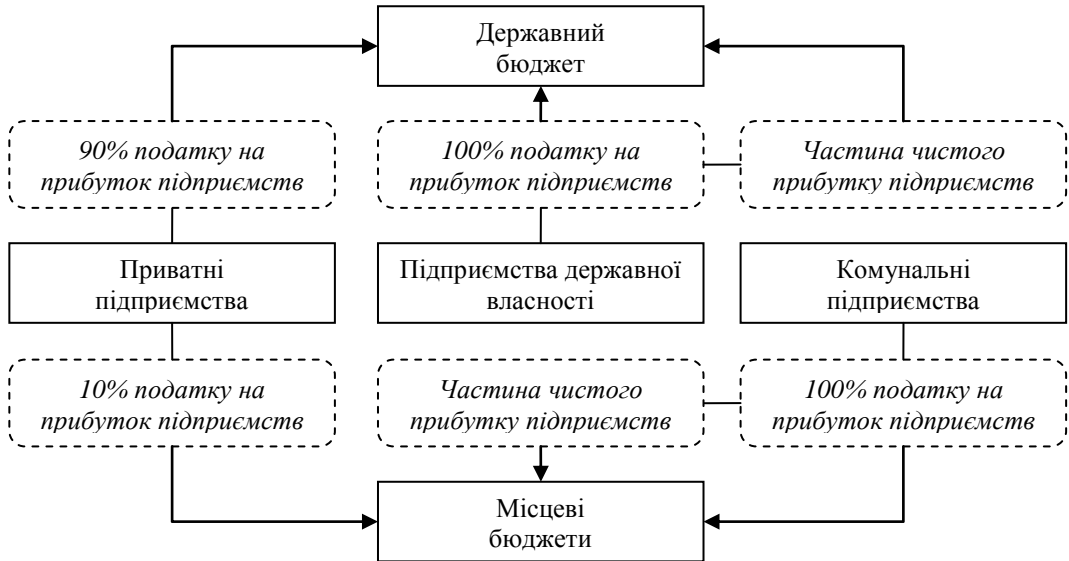 Державний
бюджет
90% податку на
прибуток підприємств
100% податку на
прибуток підприємств
Частина чистого
прибутку підприємств
Приватні
підприємства
Підприємства державної
власності
Комунальні
підприємства
10% податку на
прибуток підприємств
Частина чистого
прибутку підприємств
100% податку на
прибуток підприємств
Місцеві
бюджети